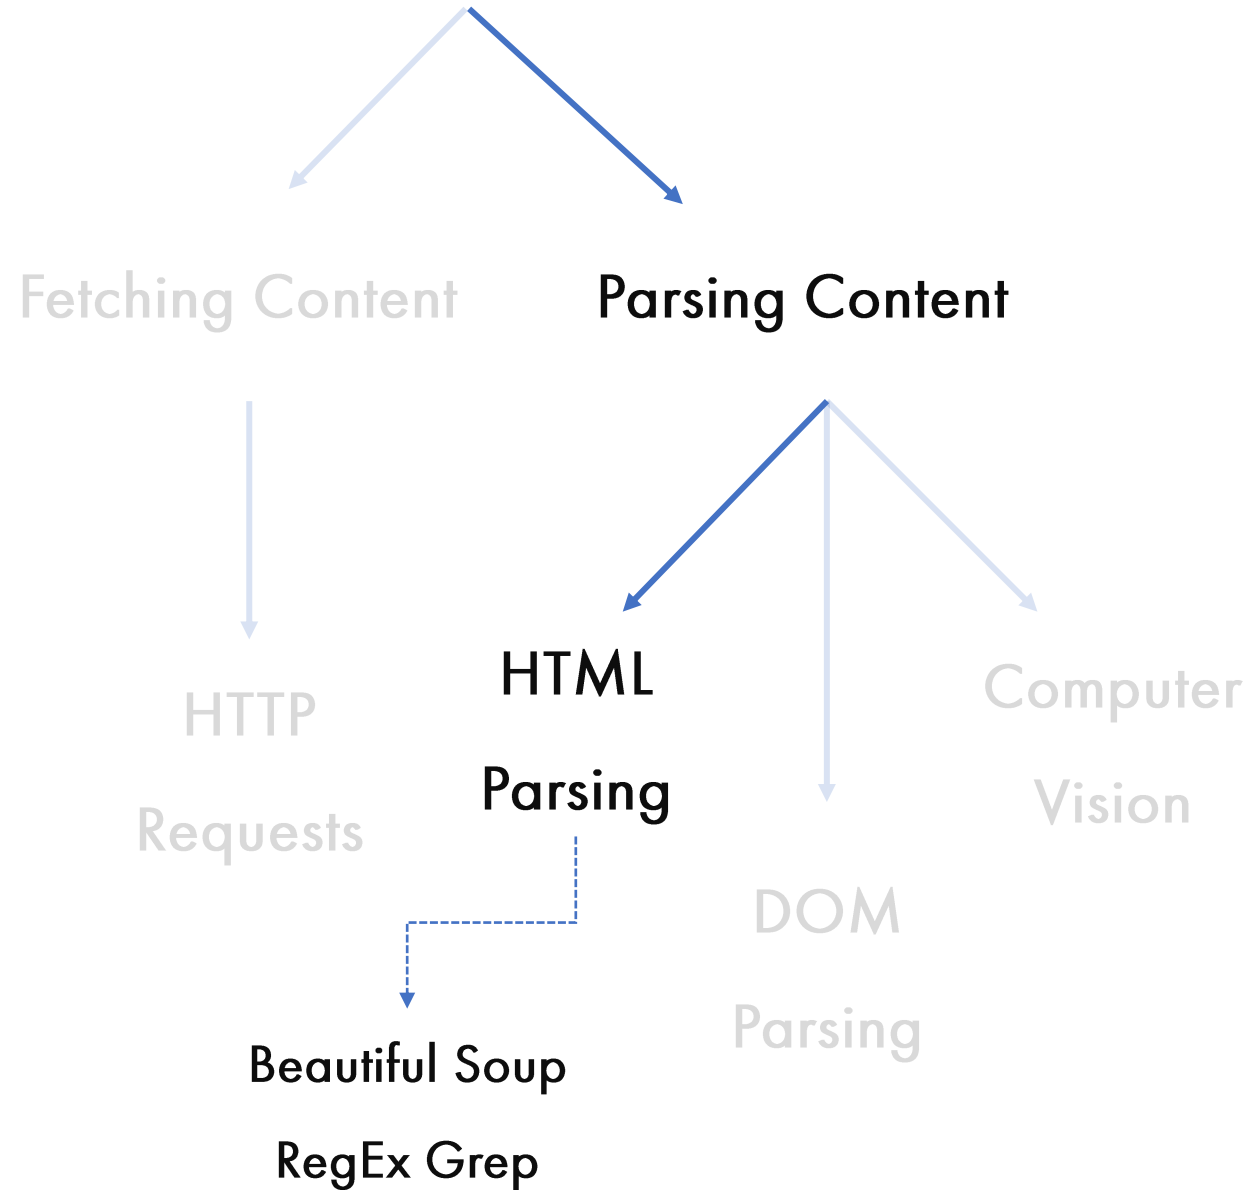 Fetching Content
Parsing Content
HTTP
Requests
HTML
Parsing
DOM
Parsing
Computer
Vision
Beautiful Soup
RegEx Grep